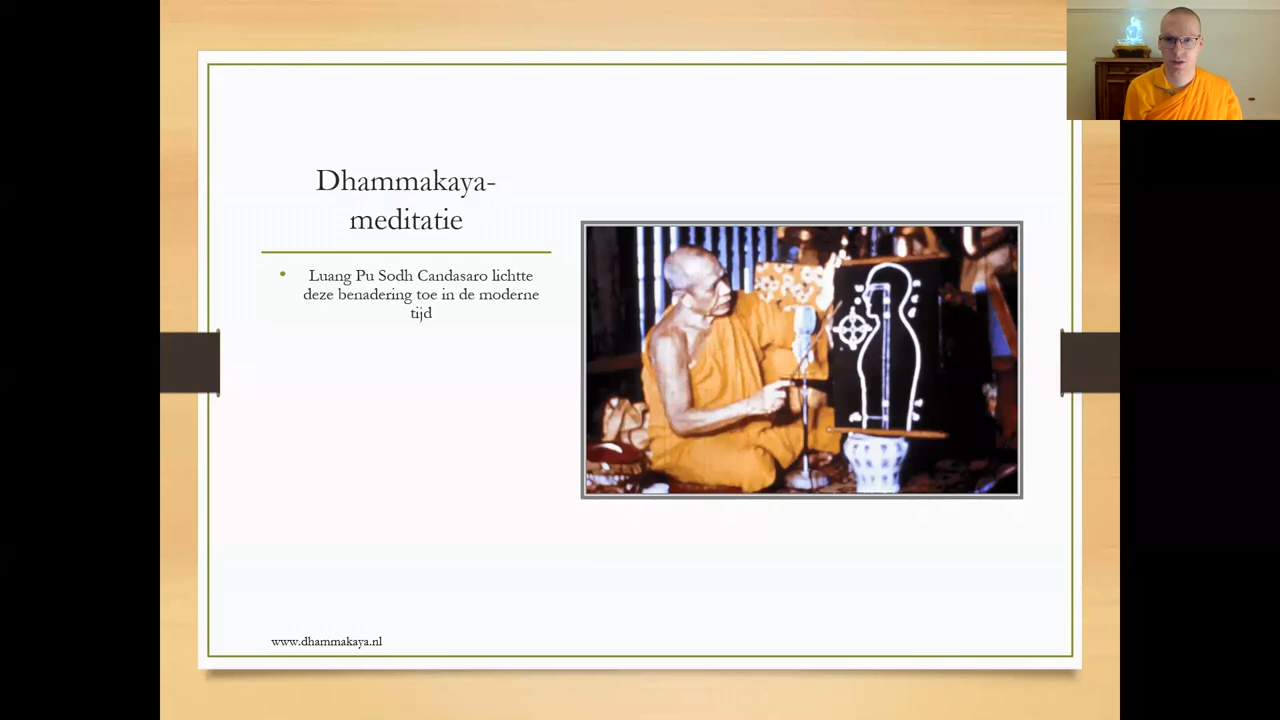 Dhammakaya-
meditatie
• Luang Pu Sodh Candasaro lichtte
deze benadering toe in de moderne
tijd
www.dhammakaya.nl